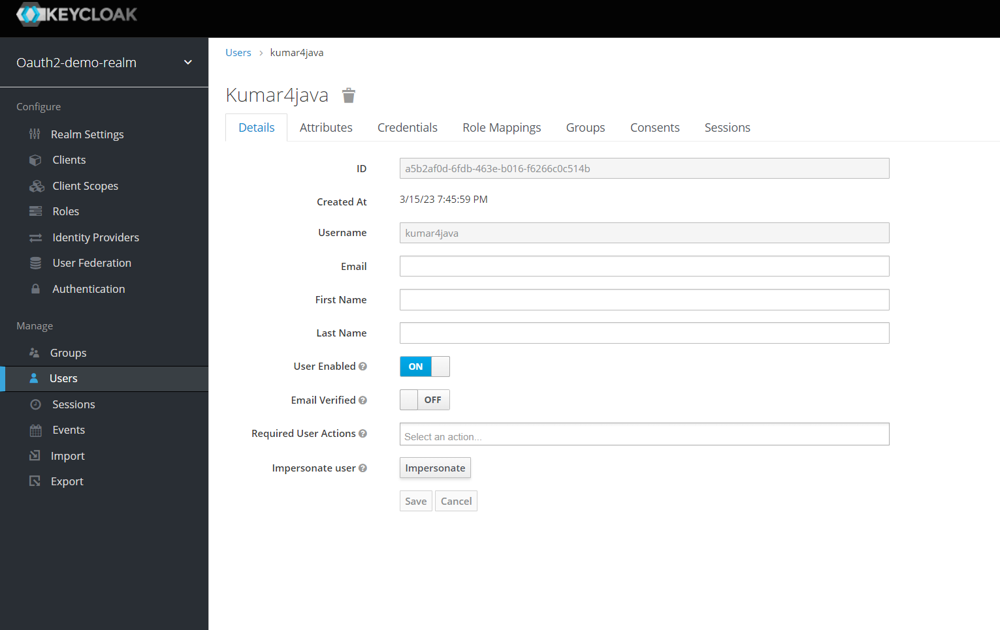 KEYCLOAK
Oauth2-demo-realm
Configure
Realm Settings
Clients
Client Scopes
Roles
Identity Providers
User Federation
Authentication
Manage
Groups
Users
Sessions
Events
Import
Export
Users > kumar4java
Kumar4java
Details Attributes Credentials Role Mappings Groups Consents Sessions
ID a5b2af0d-6fdb-463e-b016-f6266c0c514b
Created At 3/15/23 7:45:59 PM
Username kumar4java
Email
First Name
Last Name
User Enabled ? ON
Email Verified ? OFF
Required User Actions ? Select an action...
Impersonate user ? Impersonate
Save Cancel